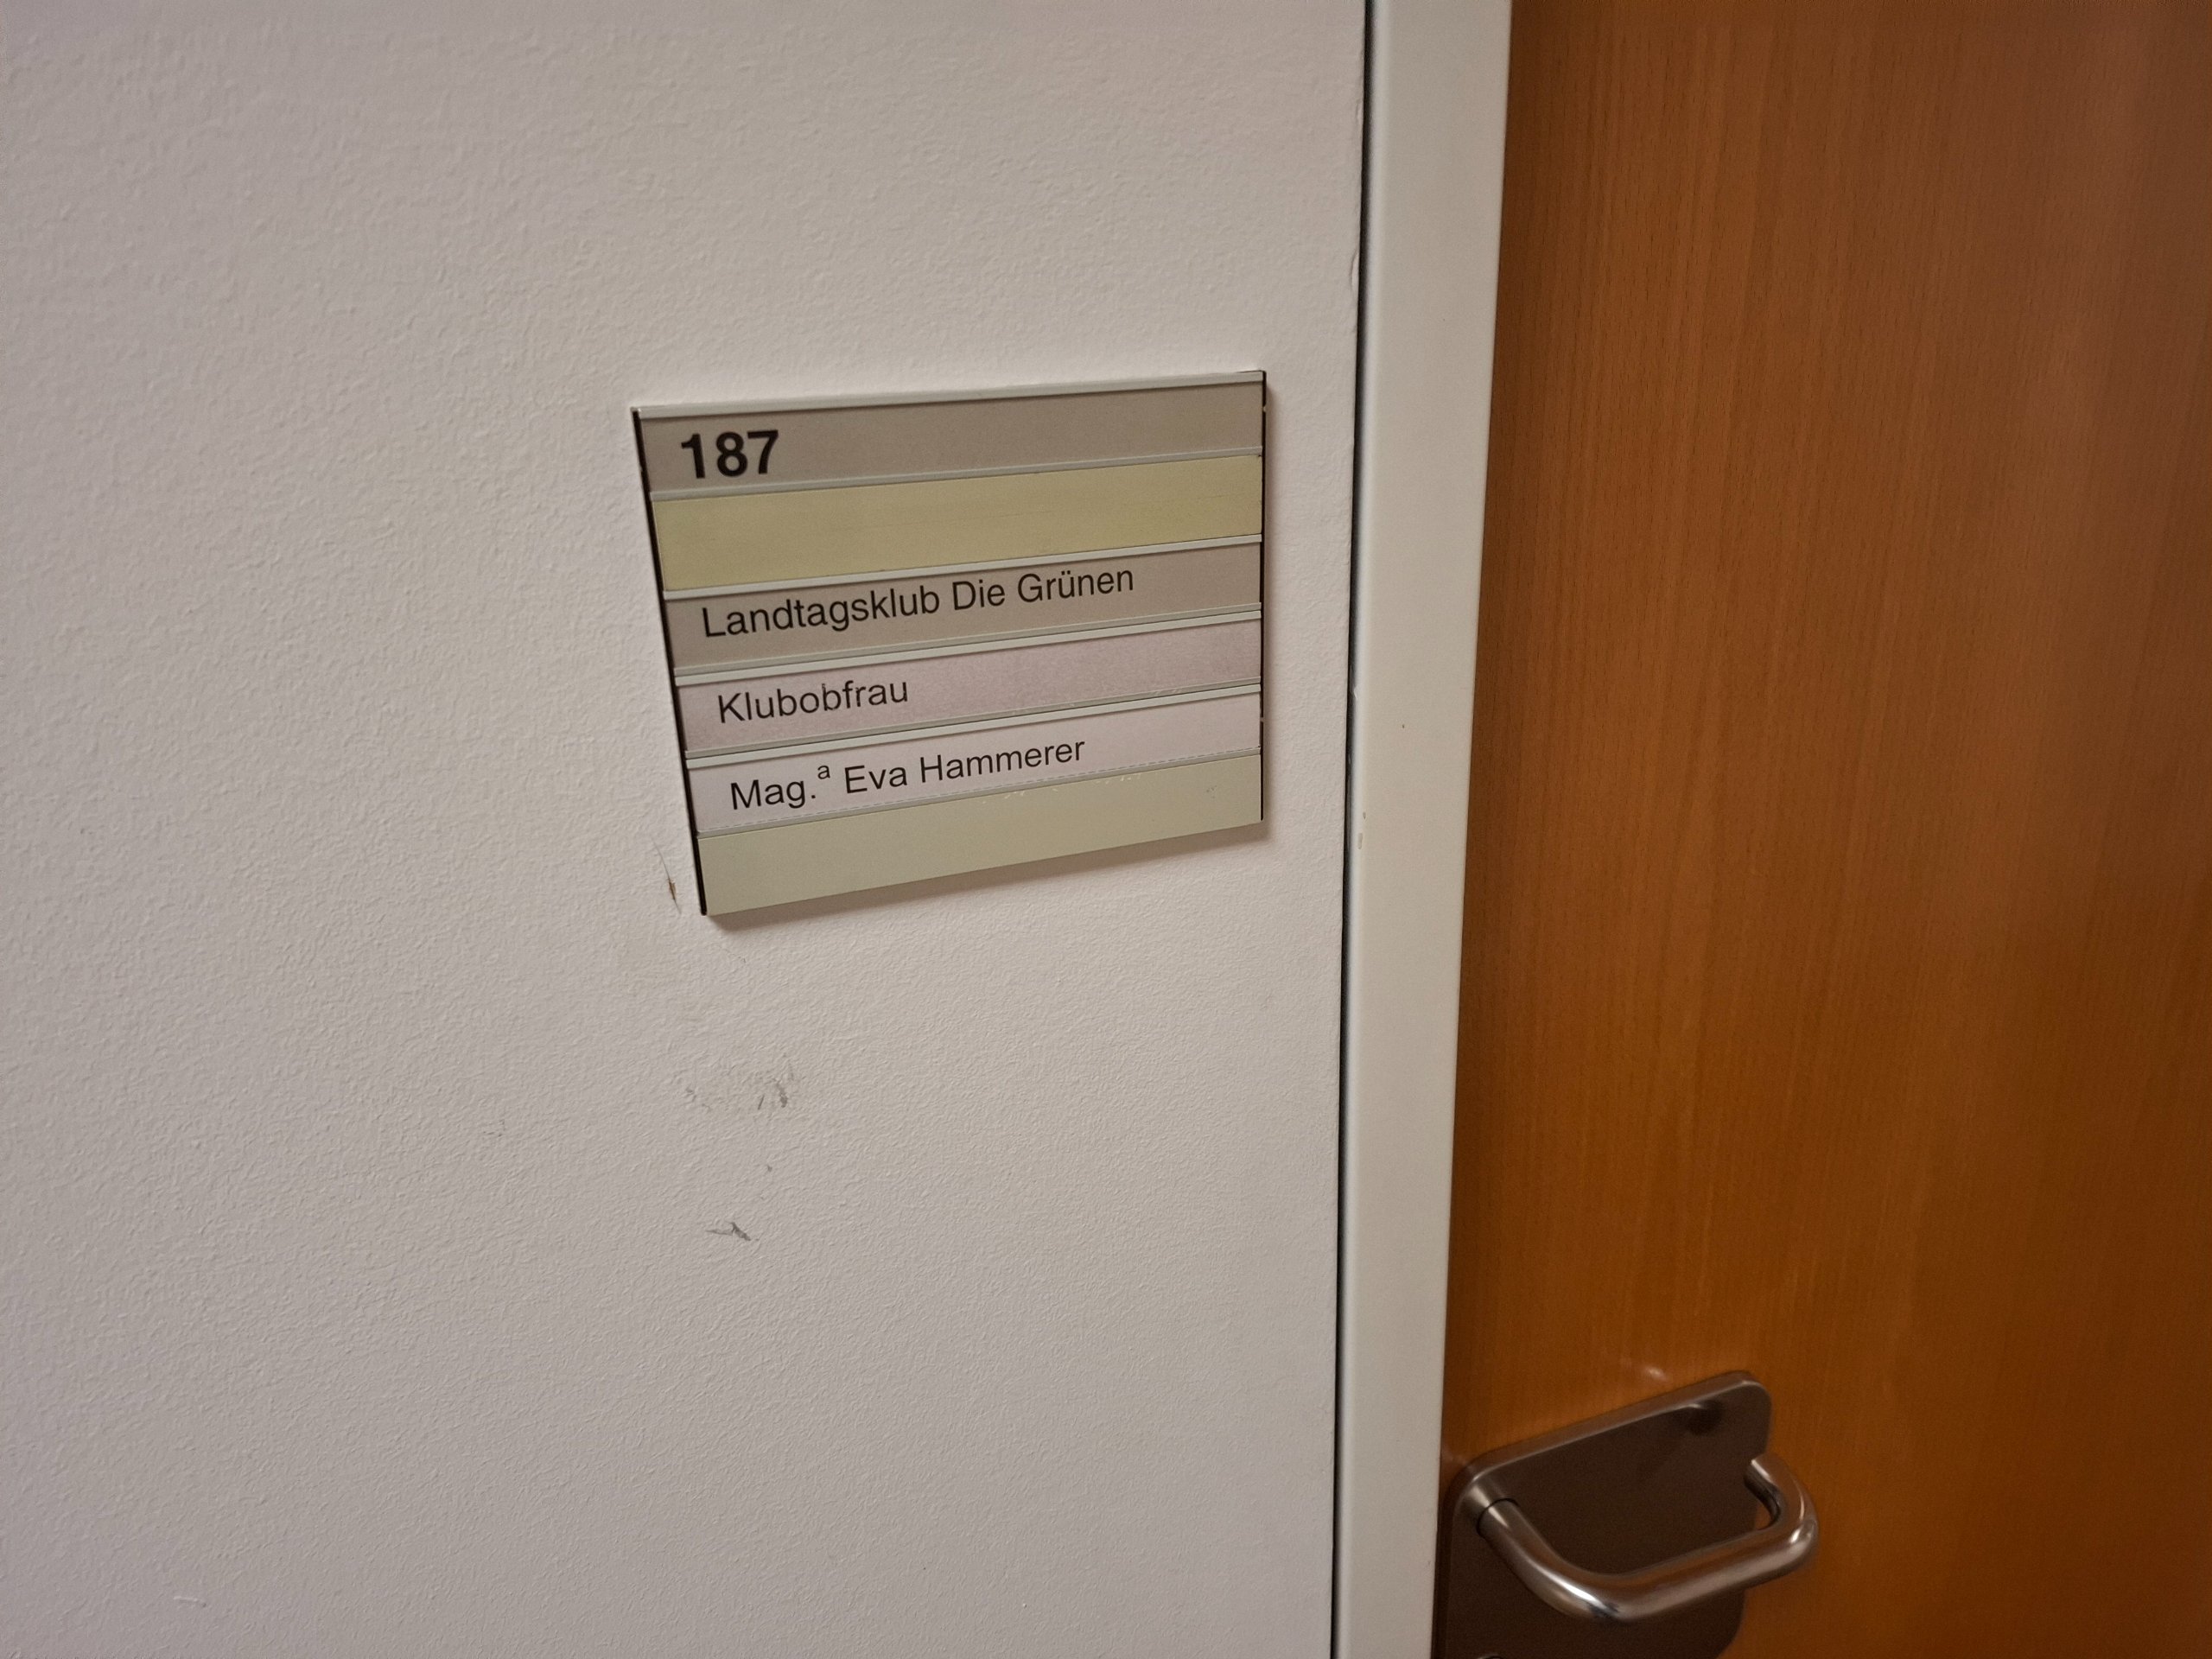 187
Landtagsklub Die Grünen
Klubobfrau
Mag.ª Eva Hammerer